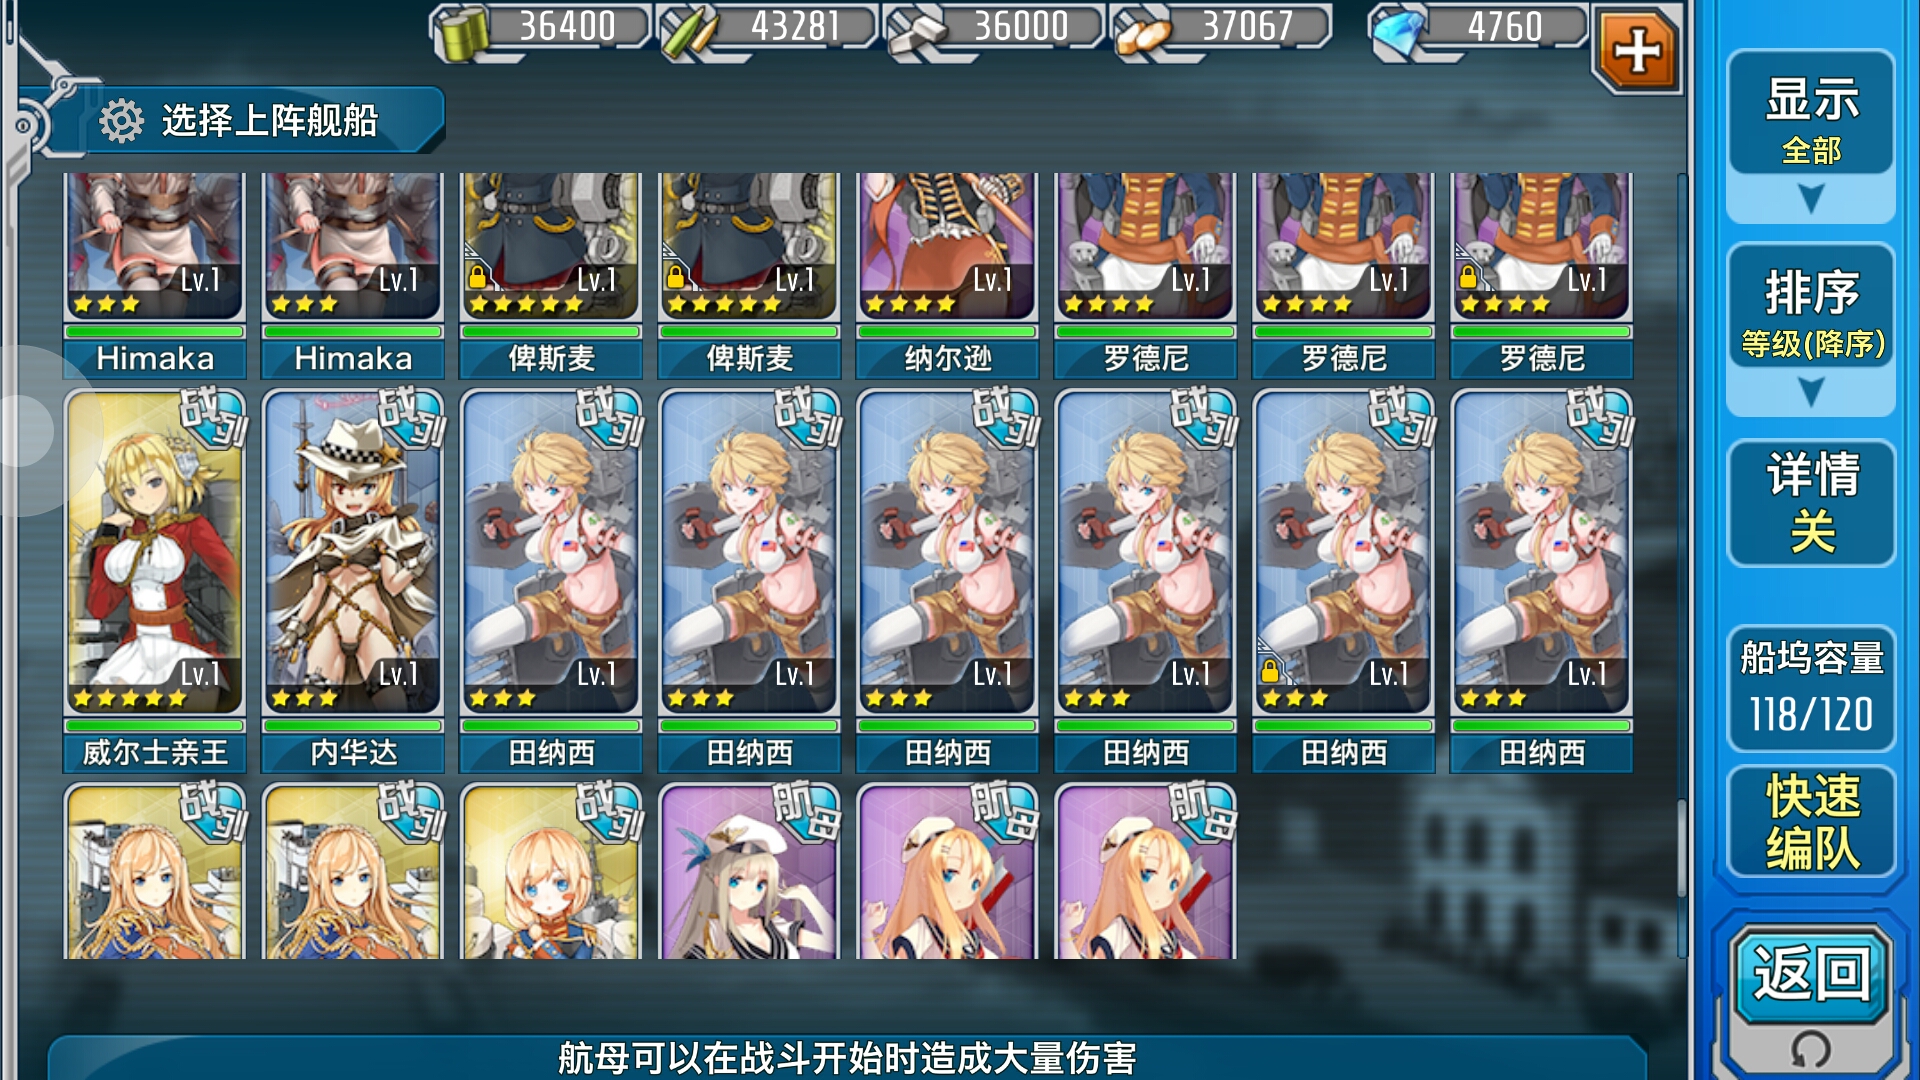 36400 43281 36000 37067 4760
选择上阵舰船
Lv.1 Lv.1 Lv.1 Lv.1 Lv.1 Lv.1 Lv.1 Lv.1
Himaka Himaka 俾斯麦 俾斯麦 纳尔逊 罗德尼 罗德尼 罗德尼
战列 战列 战列 战列 战列 战列 战列 战列
Lv.1 Lv.1 Lv.1 Lv.1 Lv.1 Lv.1 Lv.1 Lv.1
威尔士亲王 内华达 田纳西 田纳西 田纳西 田纳西 田纳西 田纳西
战列 战列 战列 航母 航母 航母
航母可以在战斗开始时造成大量伤害
显示
全部
排序
等级(降序)
详情
关
船坞容量
118/120
快速
编队
返回